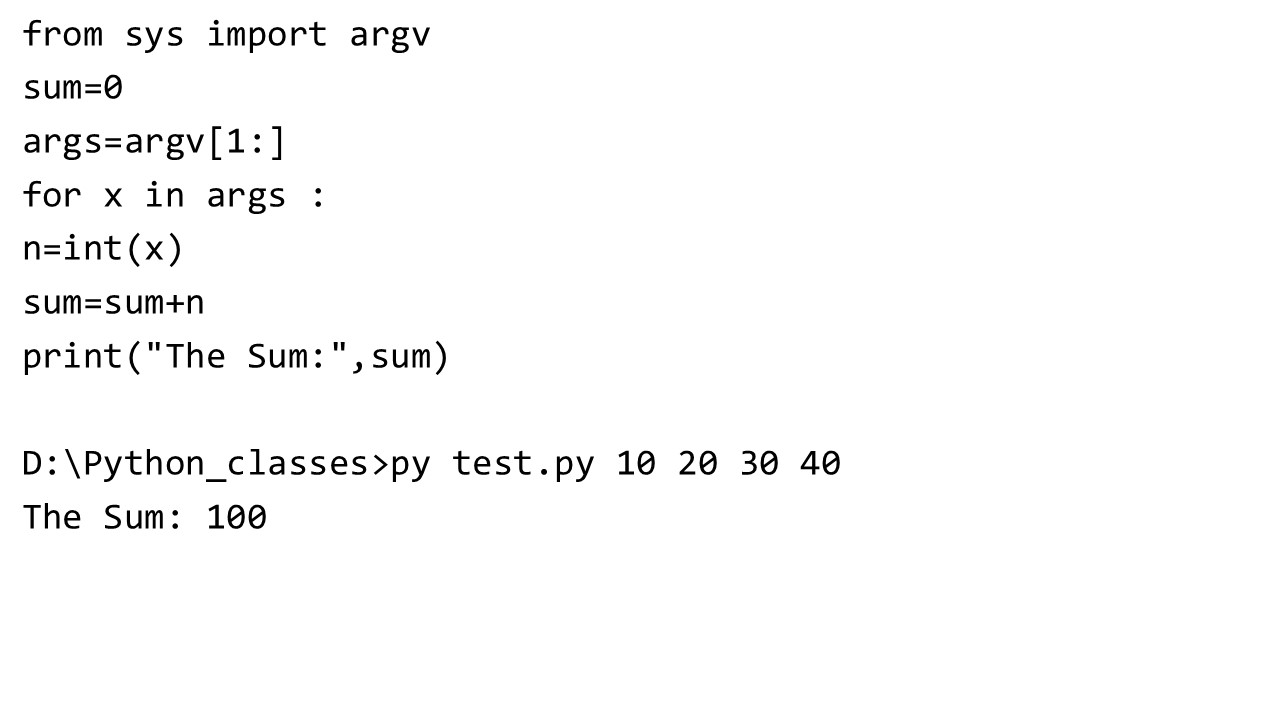 from sys import argv
sum=0
args=argv[1:]
for x in args :
n=int(x)
sum=sum+n
print("The Sum:",sum)
D:\Python_classes>py test.py 10 20 30 40
The Sum: 100